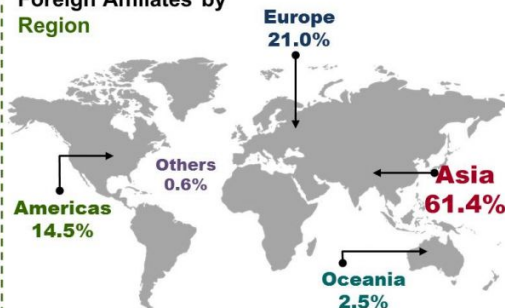 Foreign Affiliates by
Region
Europe
21.0%
Others
0.6%
Asia
61.4%
Americas
14.5%
Oceania
2.5%